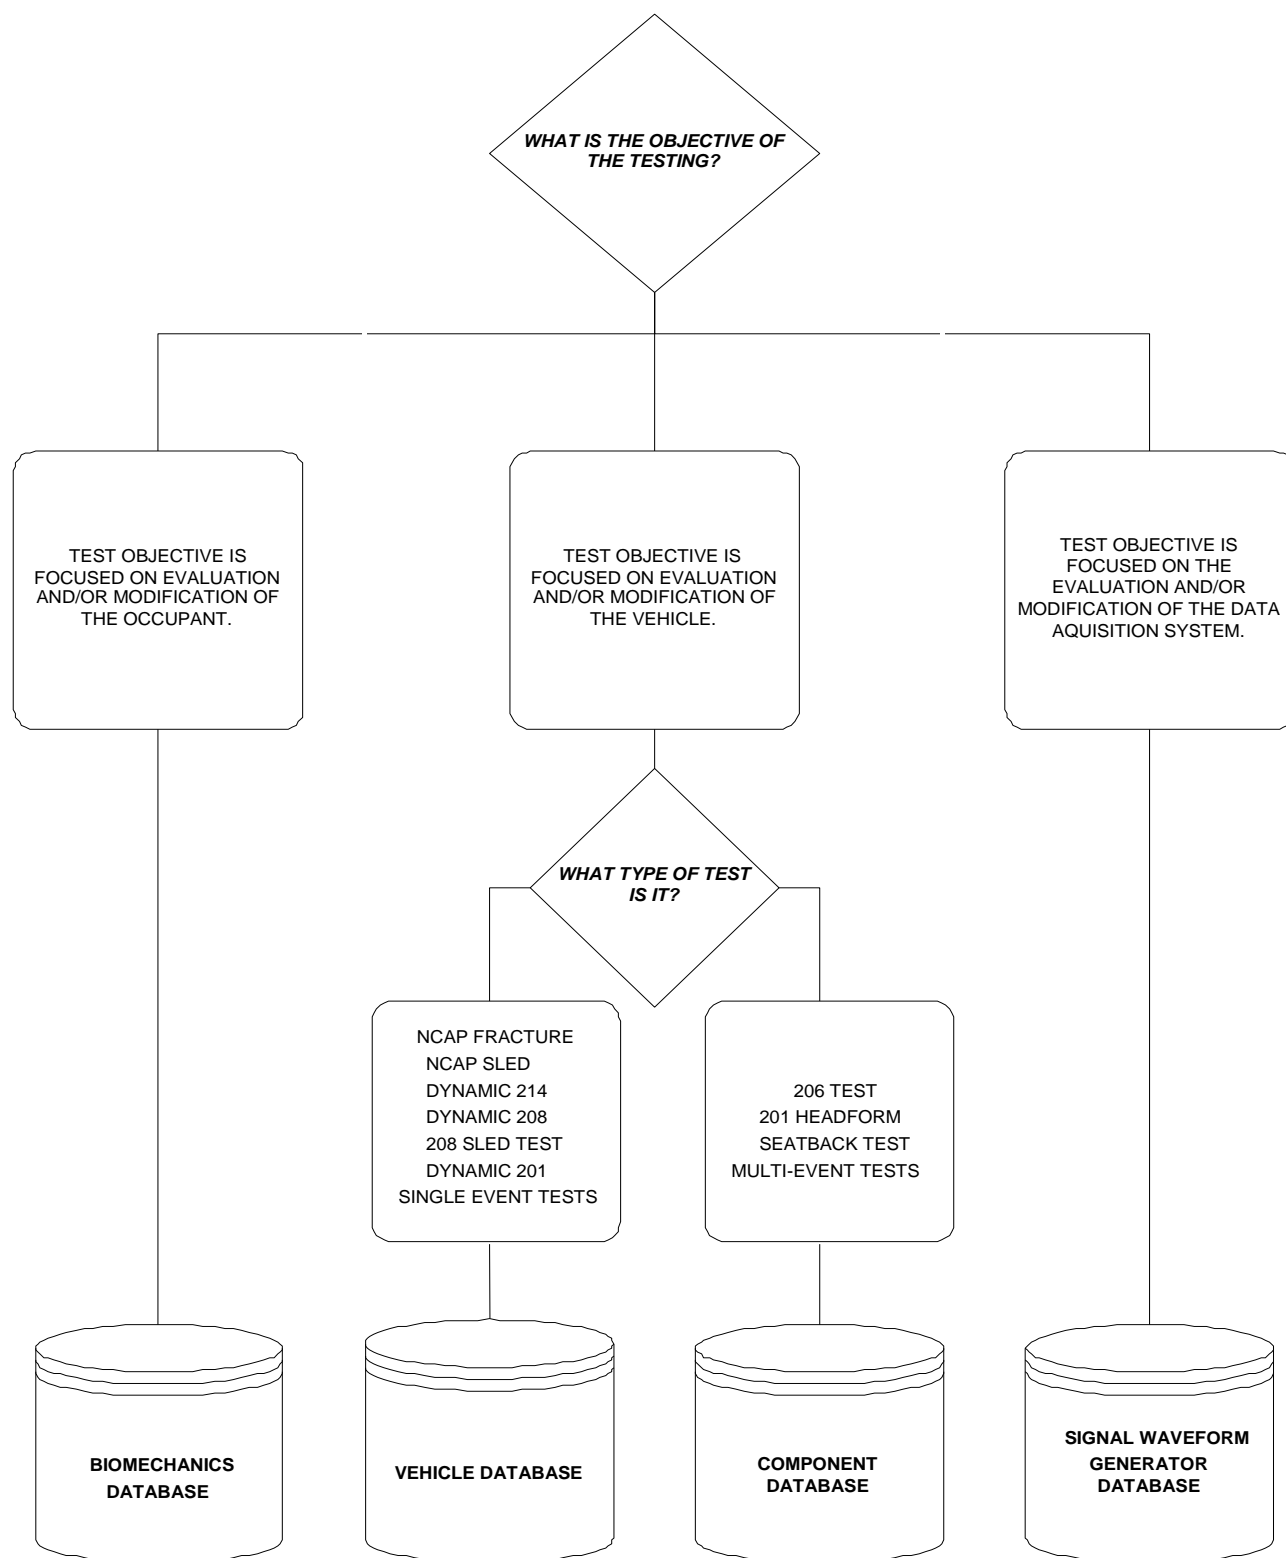 WHAT IS THE OBJECTIVE OF
THE TESTING?
TEST OBJECTIVE IS
FOCUSED ON EVALUATION
AND/OR MODIFICATION OF
THE OCCUPANT.
TEST OBJECTIVE IS
FOCUSED ON EVALUATION
AND/OR MODIFICATION OF
THE VEHICLE.
TEST OBJECTIVE IS
FOCUSED ON THE
EVALUATION AND/OR
MODIFICATION OF THE DATA
AQUISITION SYSTEM.
WHAT TYPE OF TEST
IS IT?
NCAP FRACTURE
NCAP SLED
DYNAMIC 214
DYNAMIC 208
208 SLED TEST
DYNAMIC 201
SINGLE EVENT TESTS
206 TEST
201 HEADFORM
SEATBACK TEST
MULTI-EVENT TESTS
BIOMECHANICS
DATABASE
VEHICLE DATABASE
COMPONENT
DATABASE
SIGNAL WAVEFORM
GENERATOR
DATABASE